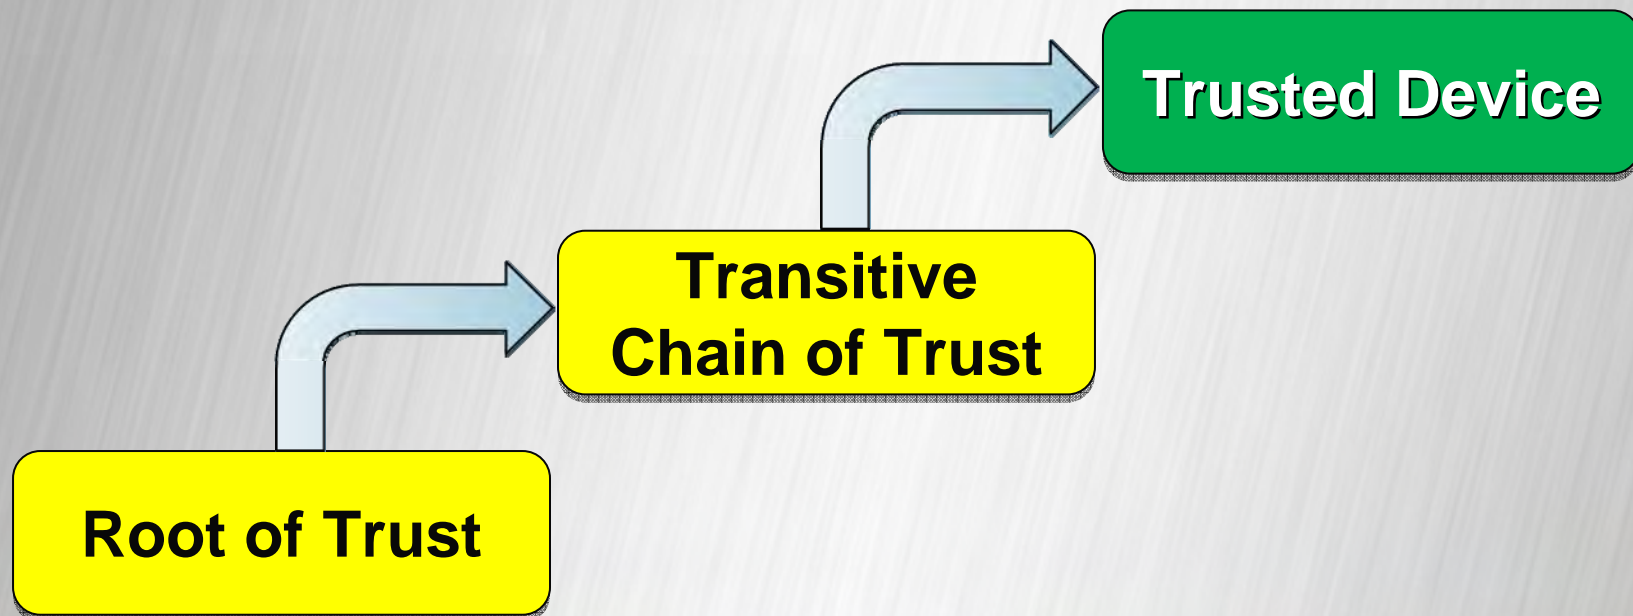 Trusted Device
Transitive
Chain of Trust
Root of Trust